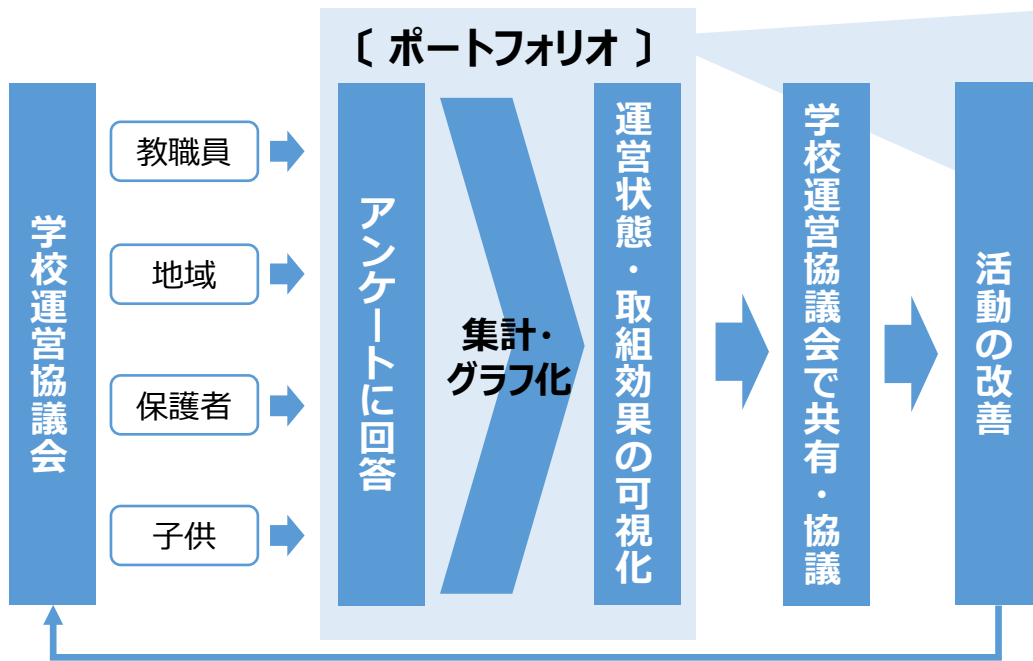 〔 ポートフォリオ 〕
学校運営協議会
教職員
地域
保護者
子供
アンケートに回答
集計・
グラフ化
運営状態・取組効果の可視化
学校運営協議会で共有・協議
活動の改善